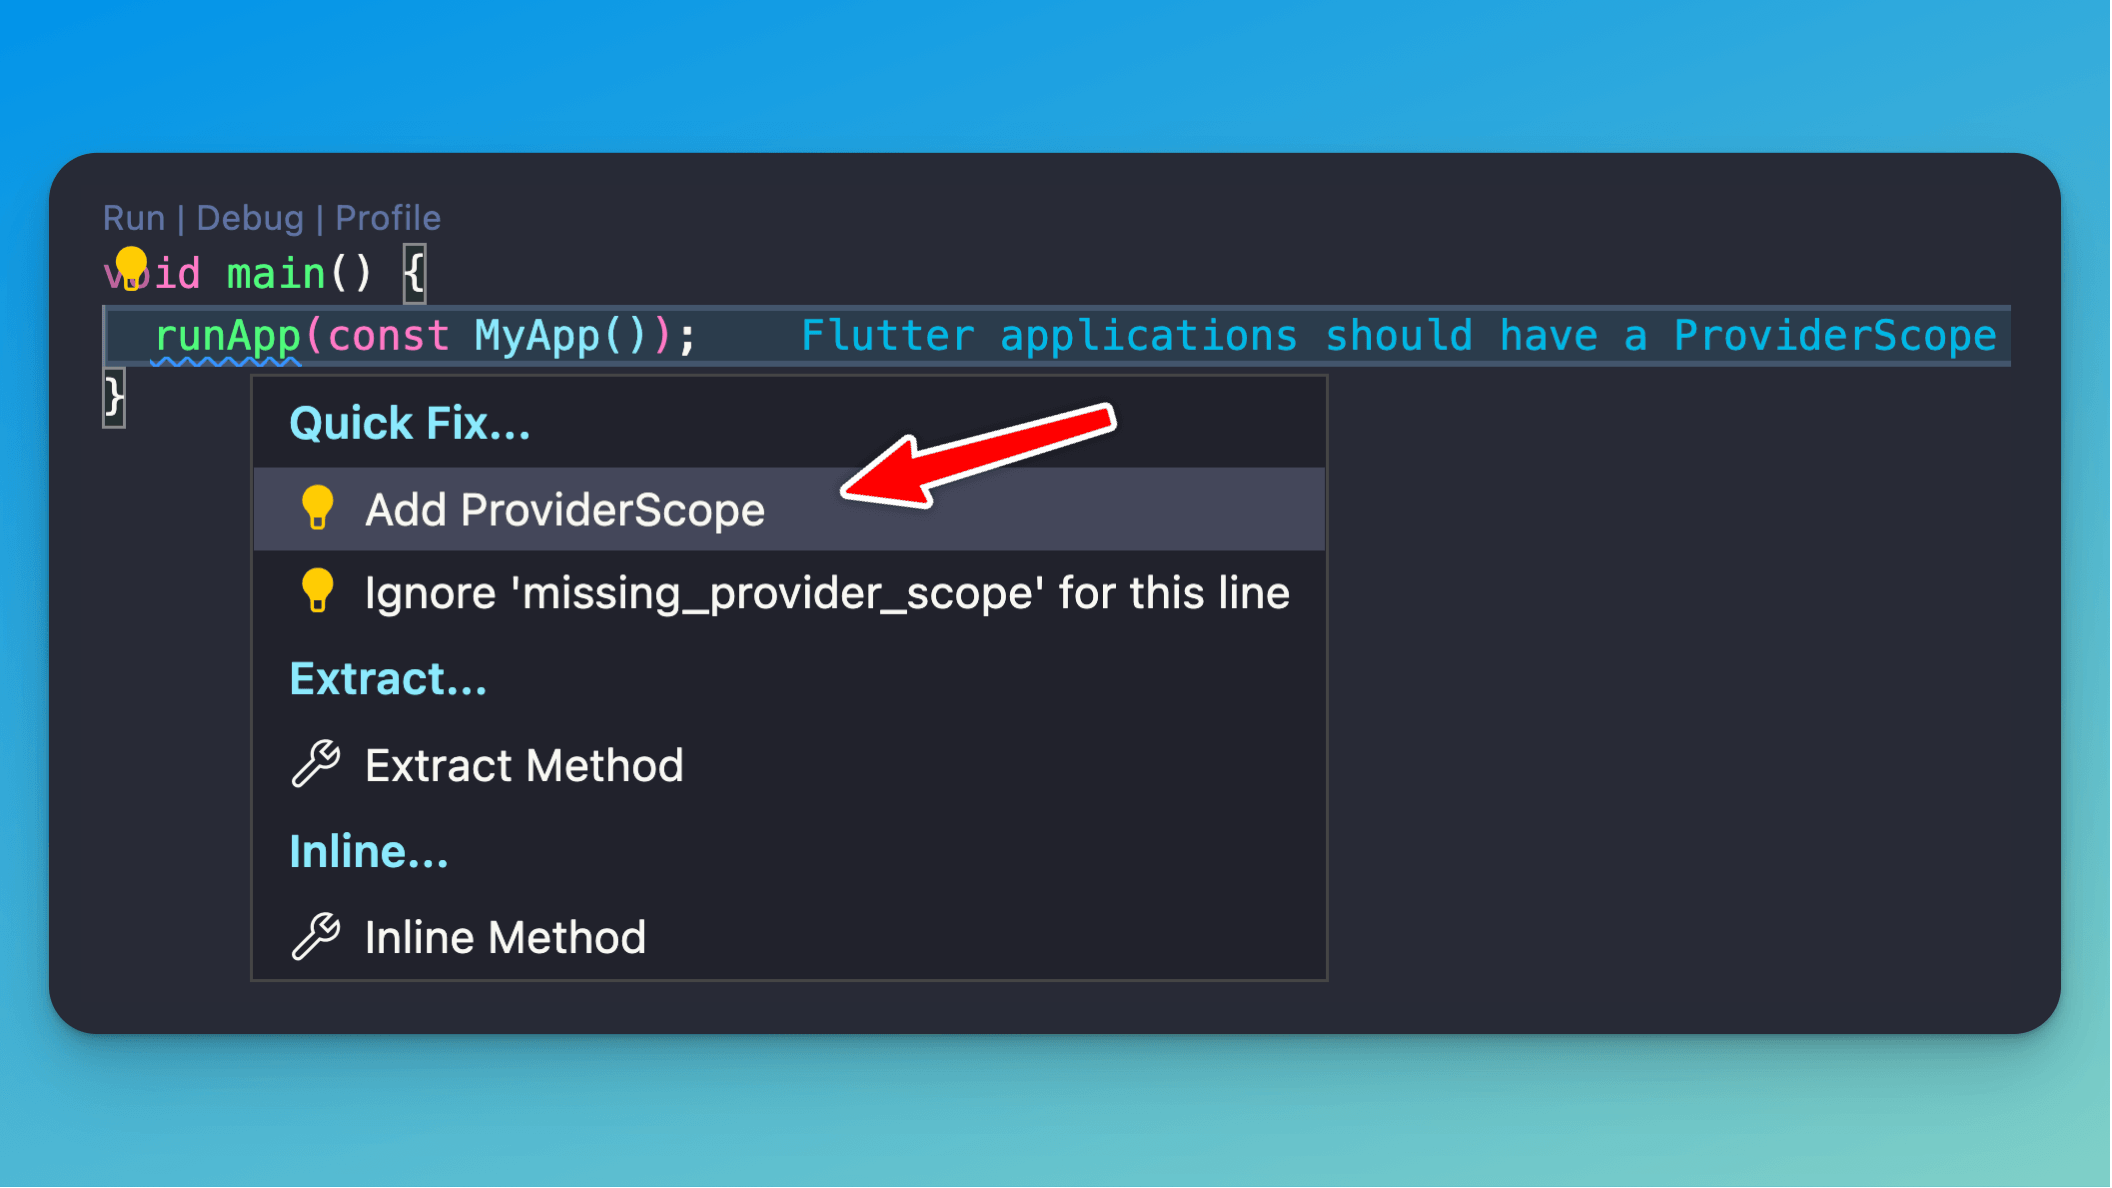 Run | Debug | Profile
void main() {
runApp(const MyApp()); Flutter applications should have a ProviderScope
}
Quick Fix...
Add ProviderScope
Ignore 'missing_provider_scope' for this line
Extract...
Extract Method
Inline...
Inline Method